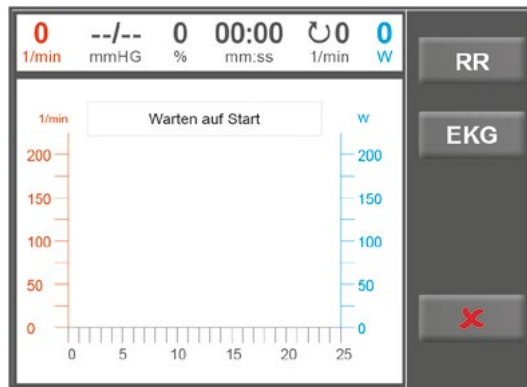 0 --/-- 0 00:00 ↻0 0
1/min mmHG % mm:ss 1/min W
RR
EKG
1/min Warten auf Start W
200 200
150 150
100 100
50 50
0 0
0 5 10 15 20 25